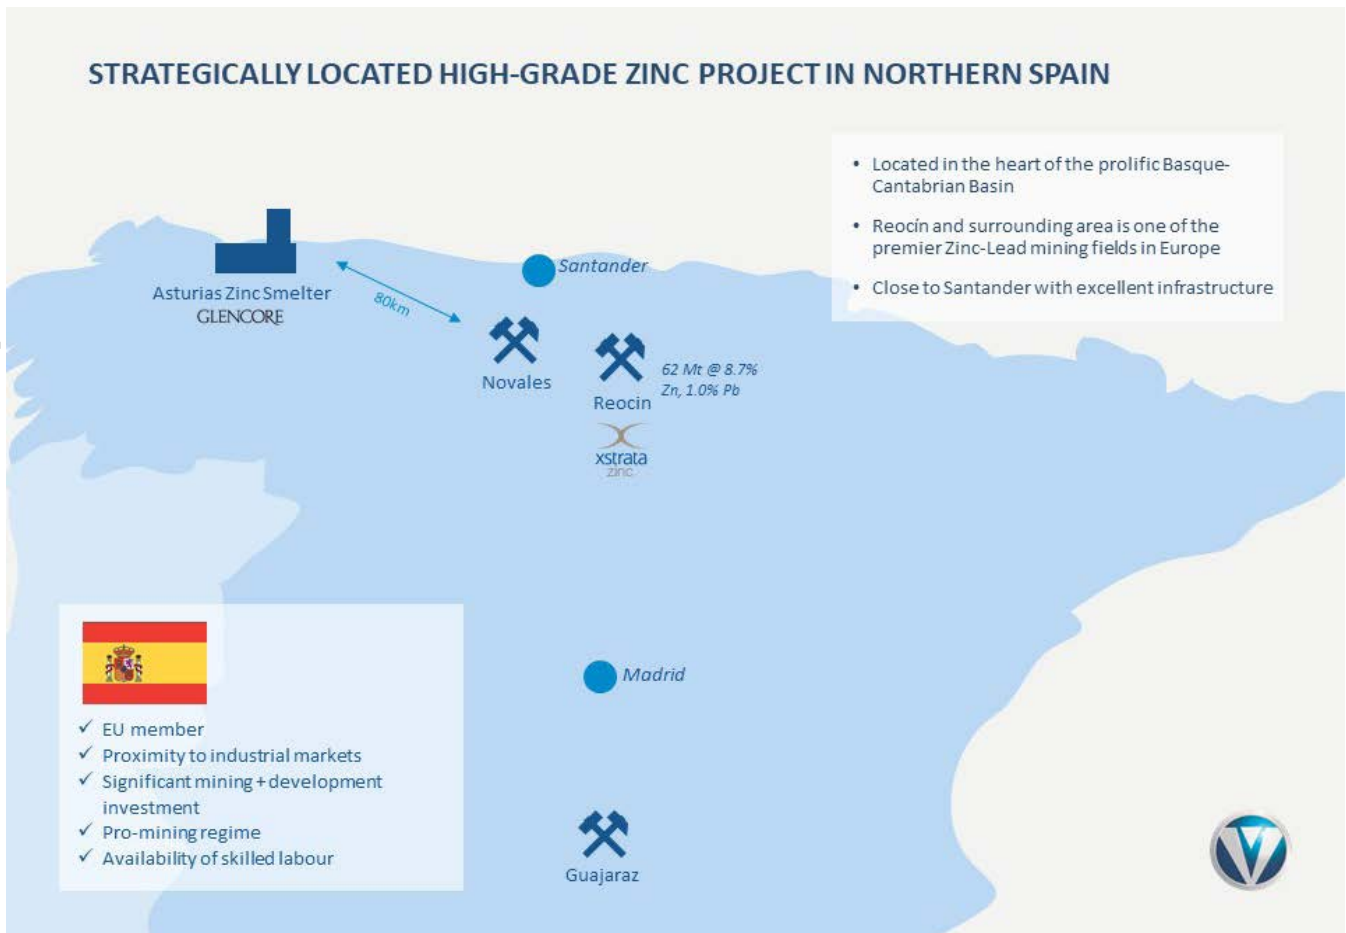 STRATEGICALLY LOCATED HIGH-GRADE ZINC PROJECT IN NORTHERN SPAIN
• Located in the heart of the prolific Basque-
Cantabrian Basin
• Reocín and surrounding area is one of the
premier Zinc-Lead mining fields in Europe
• Close to Santander with excellent infrastructure
Asturias Zinc Smelter
GLENCORE
80km
Santander
Novales
Reocin
62 Mt @ 8.7%
Zn, 1.0% Pb
xstrata
zinc
Madrid
✓ EU member
✓ Proximity to industrial markets
✓ Significant mining + development
investment
✓ Pro-mining regime
✓ Availability of skilled labour
Guajaraz
V